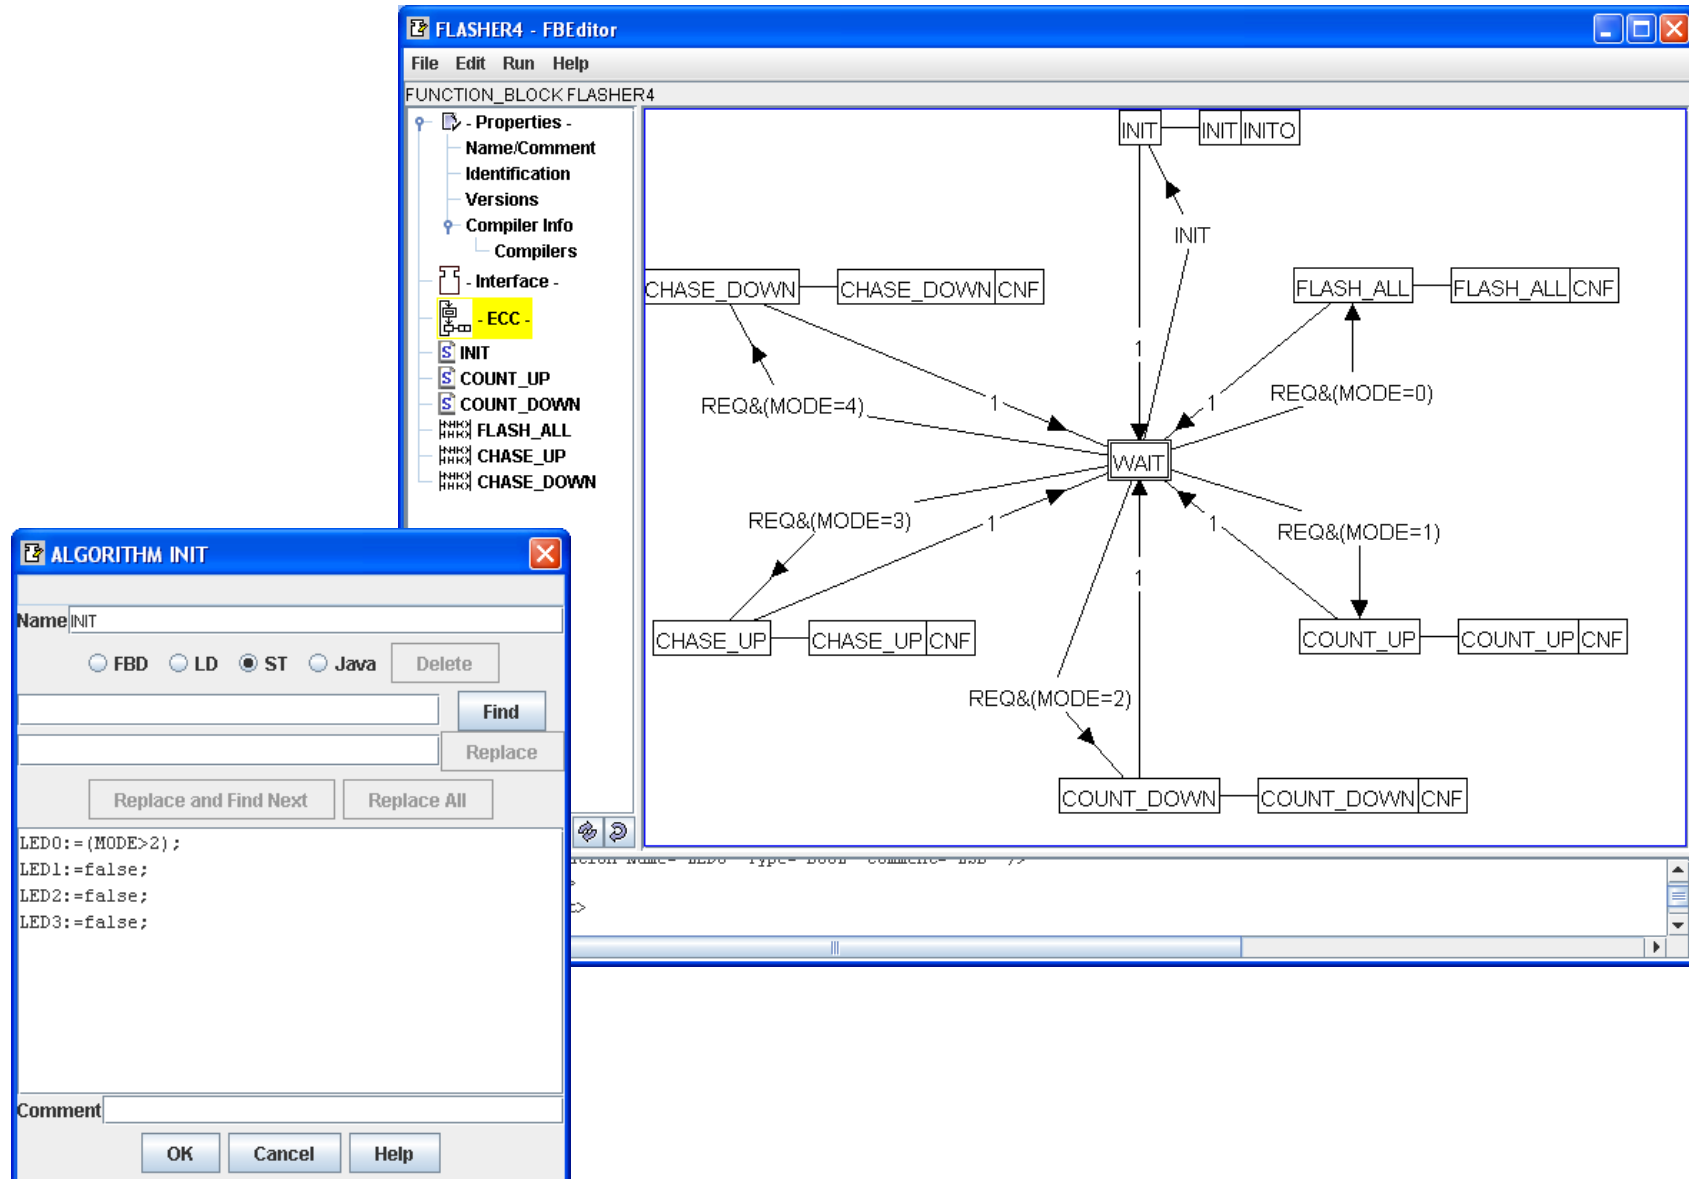 FLASHER4 - FBEditor
File Edit Run Help
FUNCTION_BLOCK FLASHER4
- Properties -
Name/Comment
Identification
Versions
Compiler Info
Compilers
- Interface -
- ECC -
INIT
COUNT_UP
COUNT_DOWN
FLASH_ALL
CHASE_UP
CHASE_DOWN
INIT INIT INITO
INIT
CHASE_DOWN CHASE_DOWN CNF
FLASH_ALL FLASH_ALL CNF
1
REQ&(MODE=4)
1
1
REQ&(MODE=0)
WAIT
REQ&(MODE=3)
1
1
REQ&(MODE=1)
1
CHASE_UP CHASE_UP CNF
COUNT_UP COUNT_UP CNF
REQ&(MODE=2)
COUNT_DOWN COUNT_DOWN CNF
ALGORITHM INIT
Name INIT
FBD LD ST Java Delete
Find
Replace
Replace and Find Next Replace All
LED0:=(MODE>2);
LED1:=false;
LED2:=false;
LED3:=false;
Comment
OK Cancel Help